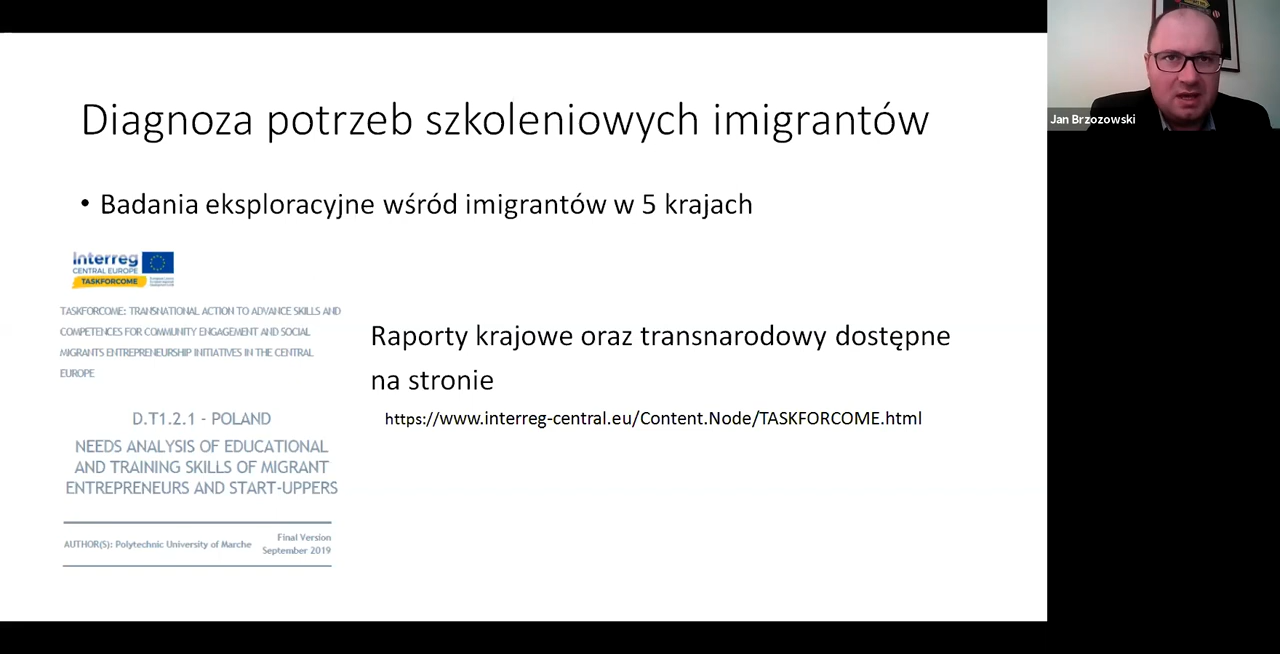 Diagnoza potrzeb szkoleniowych imigrantów
• Badania eksploracyjne wśród imigrantów w 5 krajach
Interreg
CENTRAL EUROPE
TASKFORCOME
TASKFORCOME: TRANSNATIONAL ACTION TO ADVANCE SKILLS AND
COMPETENCES FOR COMMUNITY ENGAGEMENT AND SOCIAL
MIGRANTS ENTREPRENEURSHIP INITIATIVES IN THE CENTRAL
EUROPE
D.T1.2.1 - POLAND
NEEDS ANALYSIS OF EDUCATIONAL
AND TRAINING SKILLS OF MIGRANT
ENTREPRENEURS AND START-UPPERS
AUTHOR(S): Polytechnic University of Marche
Final Version
September 2019
Raporty krajowe oraz transnarodowy dostępne
na stronie
https://www.interreg-central.eu/Content.Node/TASKFORCOME.html
Jan Brzozowski